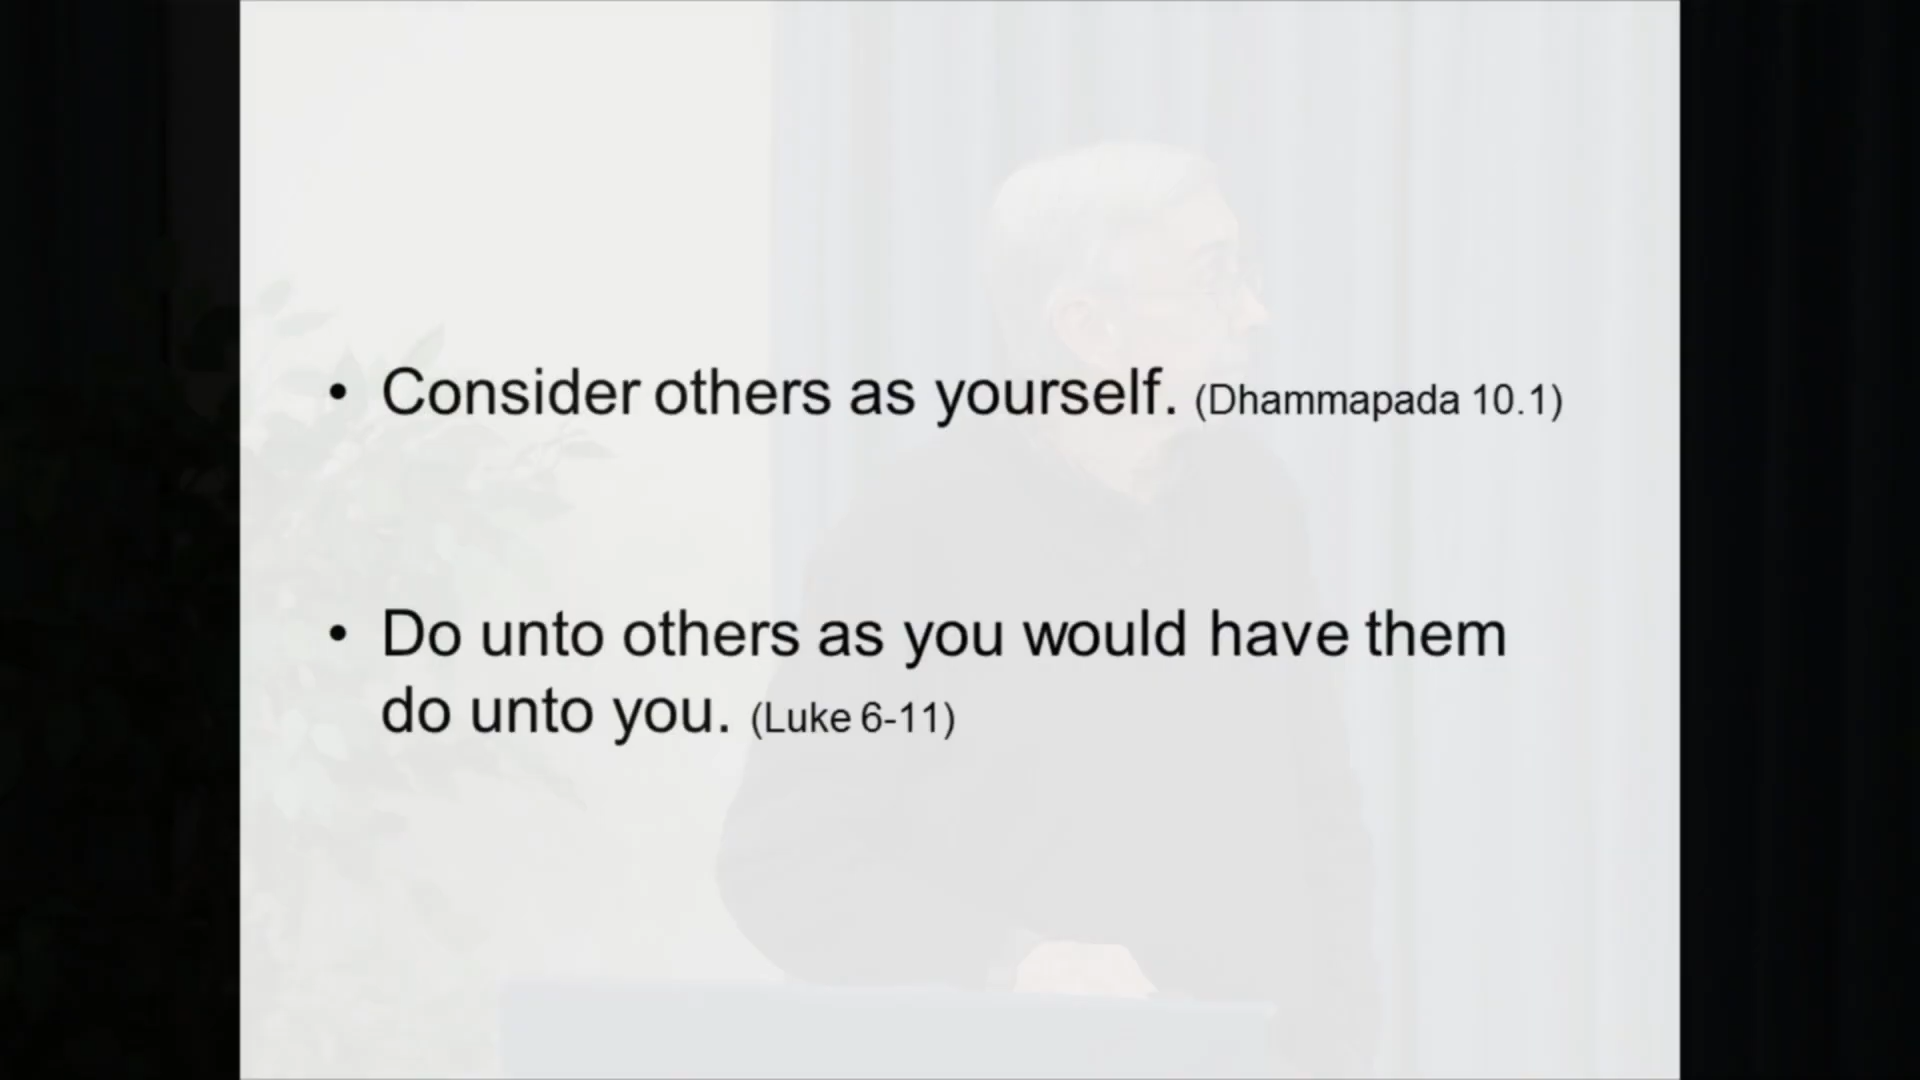 • Consider others as yourself. (Dhammapada 10.1)
• Do unto others as you would have them
do unto you. (Luke 6-11)